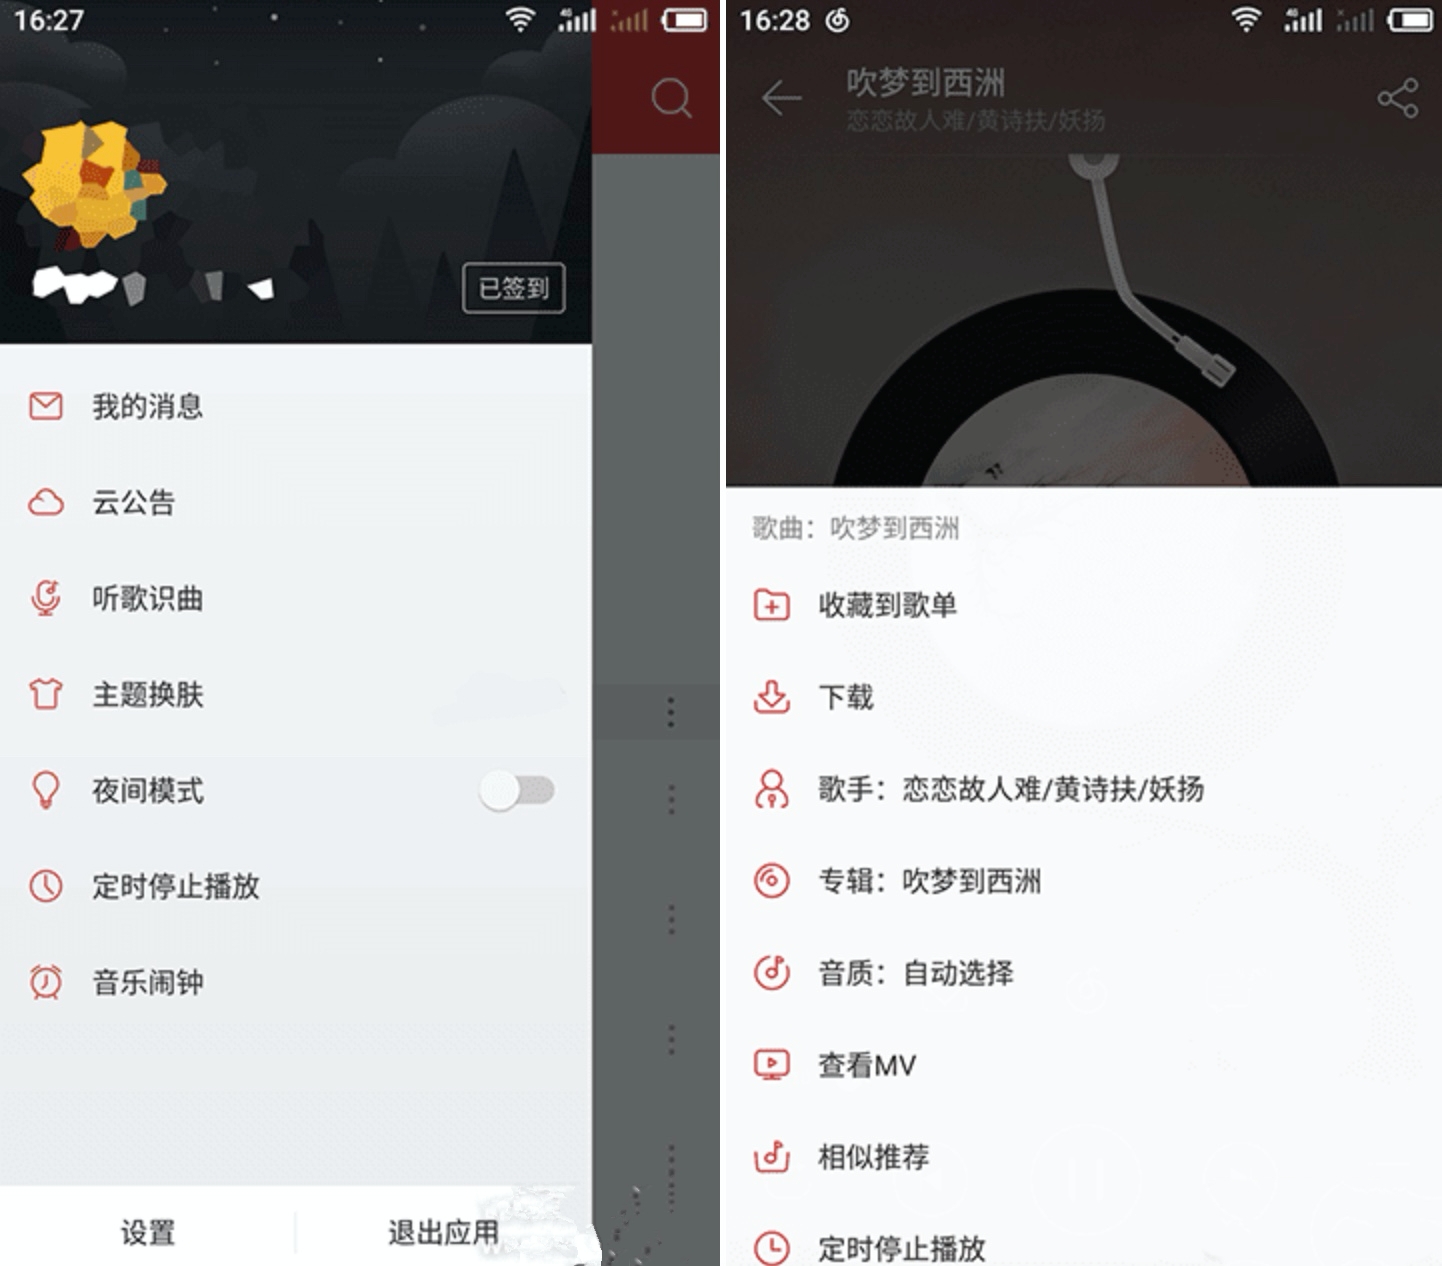 16:27
已签到
我的消息
云公告
听歌识曲
主题换肤
夜间模式
定时停止播放
音乐闹钟
设置
退出应用
16:28
吹梦到西洲
恋恋故人难/黄诗扶/妖扬
歌曲：吹梦到西洲
收藏到歌单
下载
歌手：恋恋故人难/黄诗扶/妖扬
专辑：吹梦到西洲
音质：自动选择
查看MV
相似推荐
定时停止播放